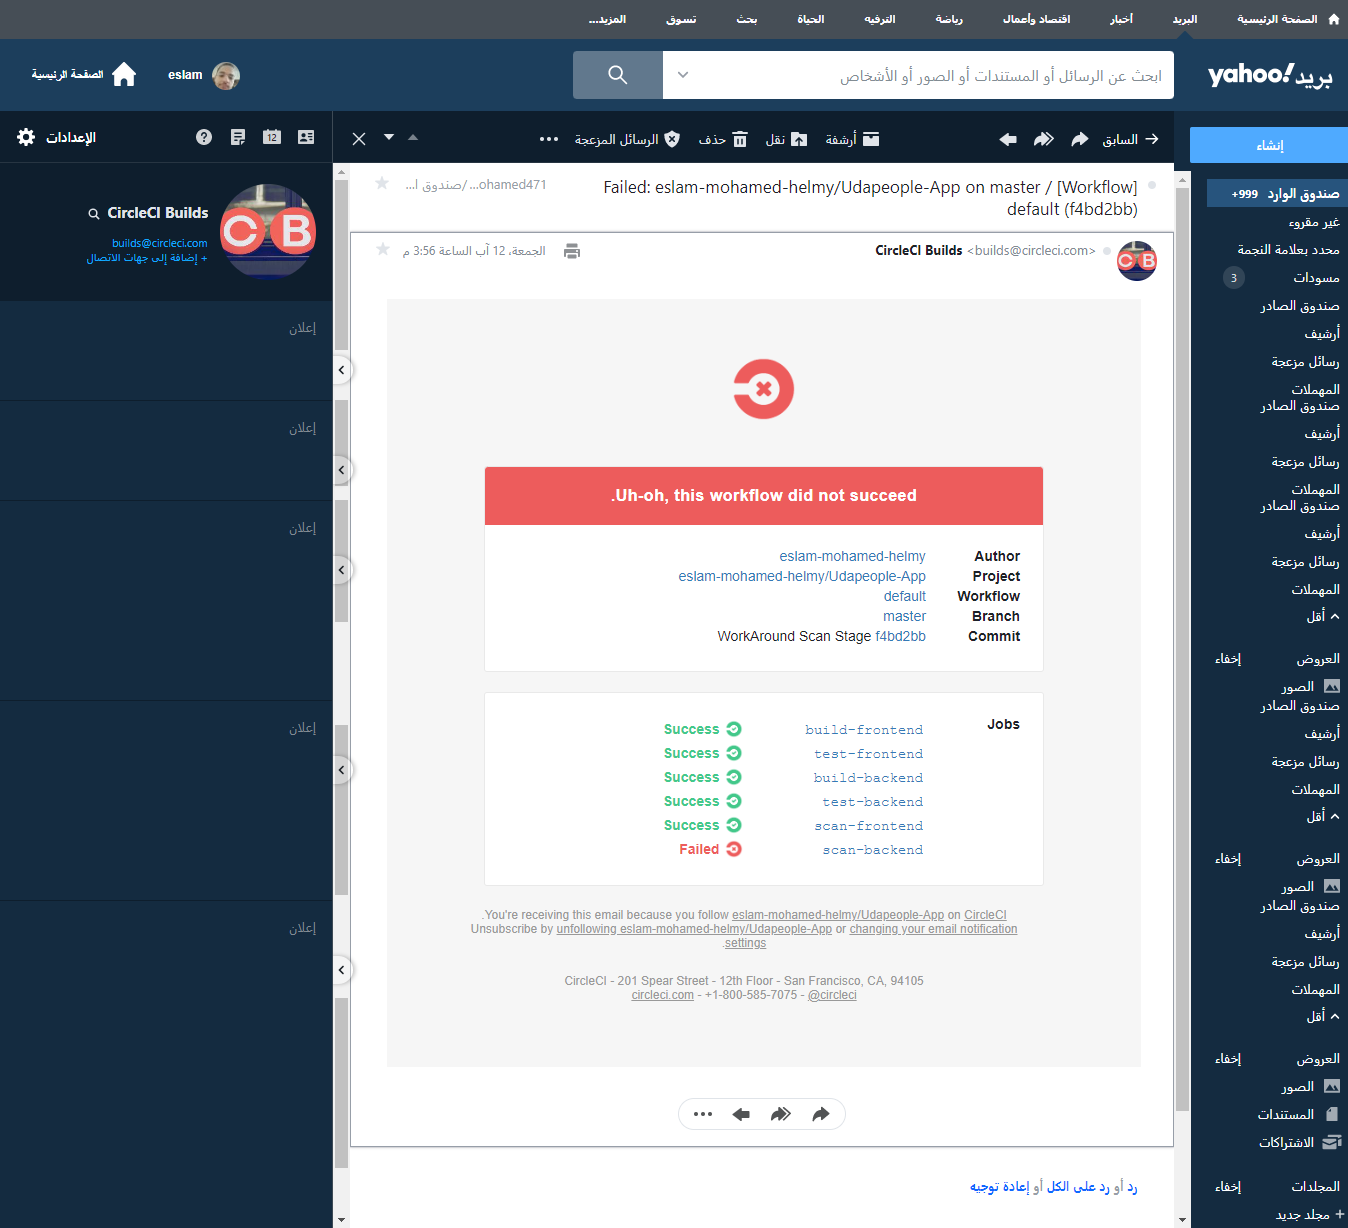 الصفحة الرئيسية
البريد
أخبار
اقتصاد وأعمال
رياضة
الترفيه
الحياة
بحث
تسوق
المزيد...
بريد yahoo!
ابحث عن الرسائل أو المستندات أو الصور أو الأشخاص
eslam
الصفحة الرئيسية
إنشاء
صندوق الوارد 999+
غير مقروء
محدد بعلامة النجمة
مسودات 3
صندوق الصادر
أرشيف
رسائل مزعجة
المهملات
صندوق الصادر
أرشيف
رسائل مزعجة
المهملات
صندوق الصادر
أرشيف
رسائل مزعجة
المهملات
أقل
العروض إخفاء
الصور
صندوق الصادر
أرشيف
رسائل مزعجة
المهملات
أقل
العروض إخفاء
الصور
صندوق الصادر
أرشيف
رسائل مزعجة
المهملات
أقل
العروض إخفاء
الصور
المستندات
الاشتراكات
المجلدات إخفاء
+ مجلد جديد
السابق
أرشفة
نقل
حذف
الرسائل المزعجة
Failed: eslam-mohamed-helmy/Udapeople-App on master / [Workflow]
default (f4bd2bb)
ohamed471.../صندوق ا...
CircleCI Builds <builds@circleci.com>
الجمعة، 12 آب الساعة 3:56 م
CB
.Uh-oh, this workflow did not succeed
Author eslam-mohamed-helmy
Project eslam-mohamed-helmy/Udapeople-App
Workflow default
Branch master
Commit WorkAround Scan Stage f4bd2bb
Jobs
build-frontend Success
test-frontend Success
build-backend Success
test-backend Success
scan-frontend Success
scan-backend Failed
.You're receiving this email because you follow eslam-mohamed-helmy/Udapeople-App on CircleCI
Unsubscribe by unfollowing eslam-mohamed-helmy/Udapeople-App or changing your email notification
.settings
CircleCI - 201 Spear Street - 12th Floor - San Francisco, CA, 94105
circleci.com - +1-800-585-7075 - @circleci
رد أو رد على الكل أو إعادة توجيه
12
الإعدادات
CB
CircleCI Builds
builds@circleci.com
+ إضافة إلى جهات الاتصال
إعلان
إعلان
إعلان
إعلان
إعلان